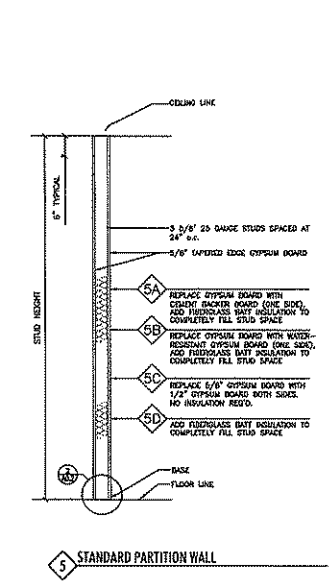 CEILING LINE
6" TYPICAL
STUD HEIGHT
3 5/8" 25 GAUGE STUDS SPACED AT
24" o.c.
5/8" TAPERED EDGE GYPSUM BOARD
5A
REPLACE GYPSUM BOARD WITH
CEMENT BACKER BOARD (ONE SIDE),
ADD FIBERGLASS BATT INSULATION TO
COMPLETELY FILL STUD SPACE
5B
REPLACE GYPSUM BOARD WITH WATER-
RESISTANT GYPSUM BOARD (ONE SIDE),
ADD FIBERGLASS BATT INSULATION TO
COMPLETELY FILL STUD SPACE
5C
REPLACE 5/8" GYPSUM BOARD WITH
1/2" GYPSUM BOARD BOTH SIDES.
NO INSULATION REQ'D.
5D
ADD FIBERGLASS BATT INSULATION TO
COMPLETELY FILL STUD SPACE
2
BASE
FLOOR LINE
5 STANDARD PARTITION WALL